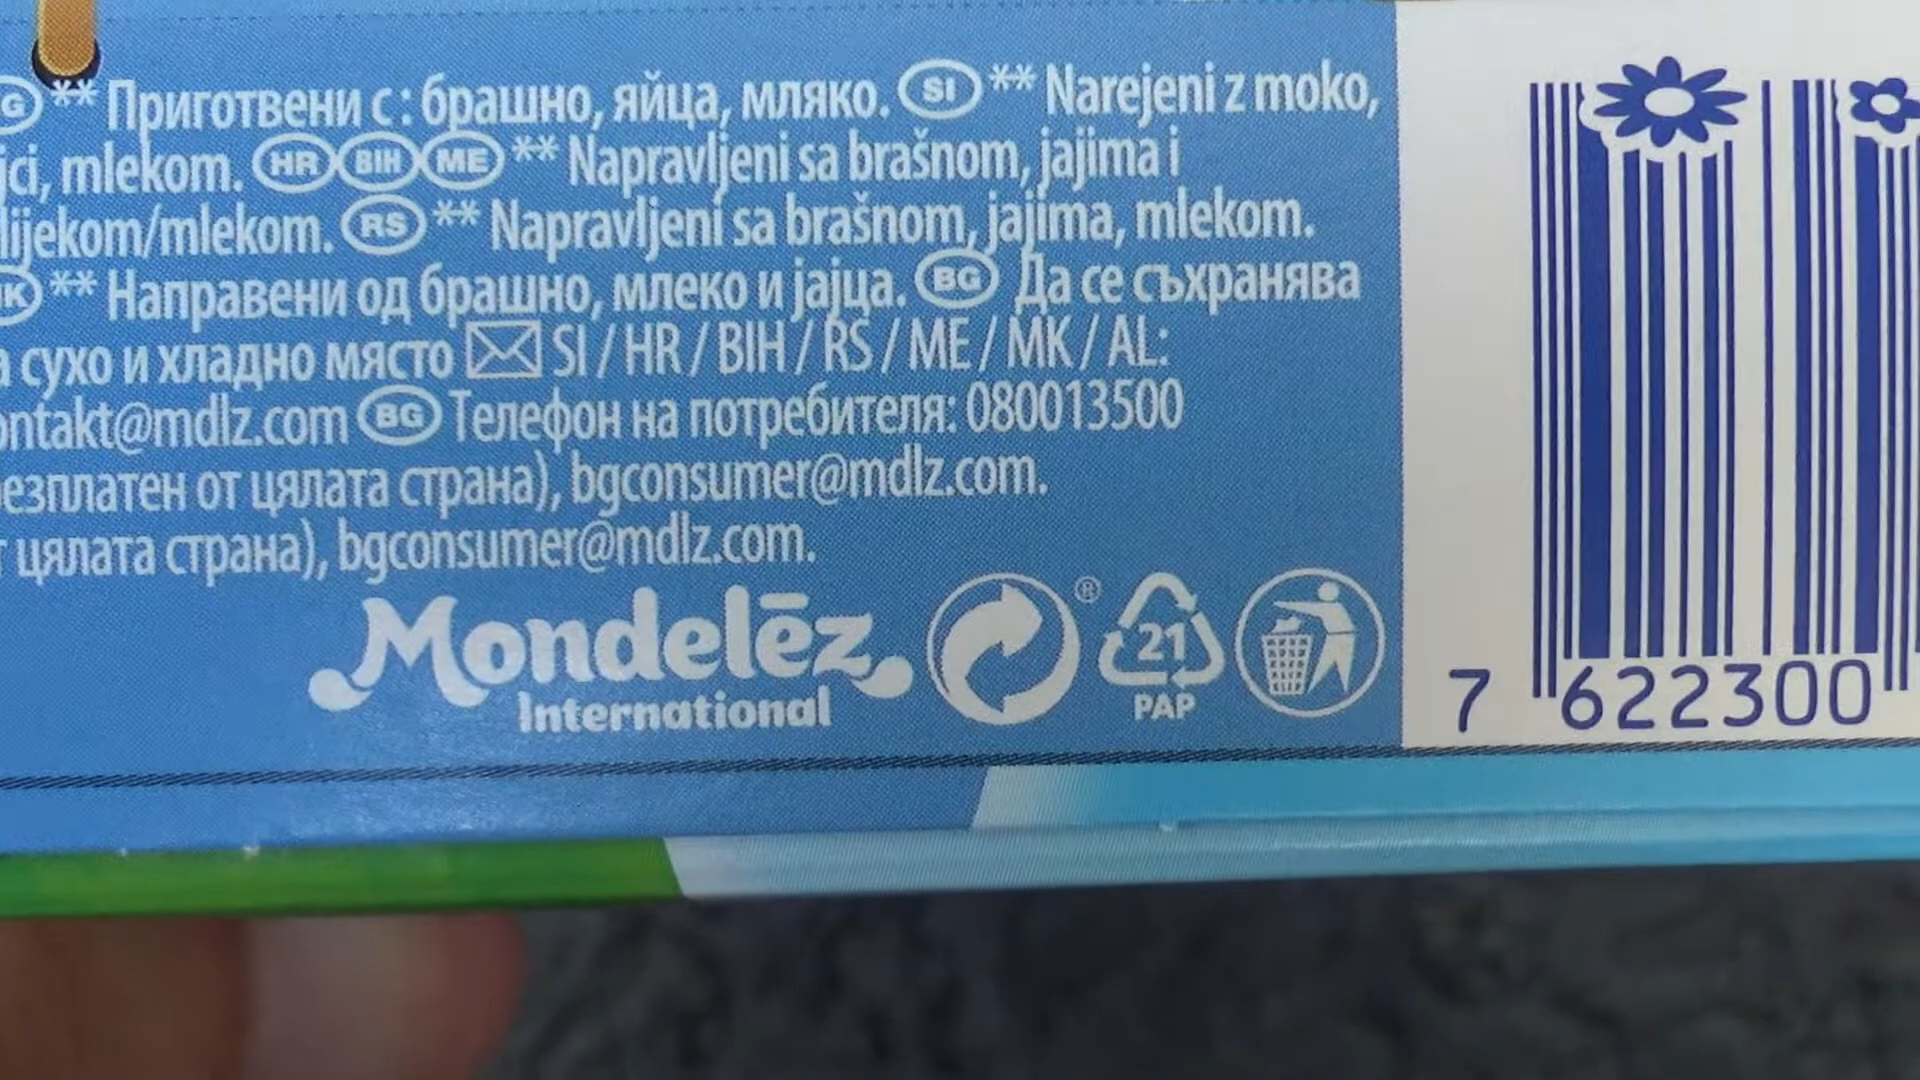 ** Приготвени с: брашно, яйца, мляко. SI ** Narejeni z moko,
mlekom. HR BIH ME ** Napravljeni sa brašnom, jajima i
RS ** Napravljeni sa brašnom, jajima, mlekom.
** Направени од брашно, млеко и јајца. BG Да се съхранява
сухо и хладно място SI / HR / BIH / RS / ME / MK / AL:
ontakt@mdlz.com BG Телефон на потребителя: 080013500
езплатен от цялата страна), bgconsumer@mdlz.com.
цялата страна), bgconsumer@mdlz.com.
Mondelēz
International
®
21
PAP
7 622300